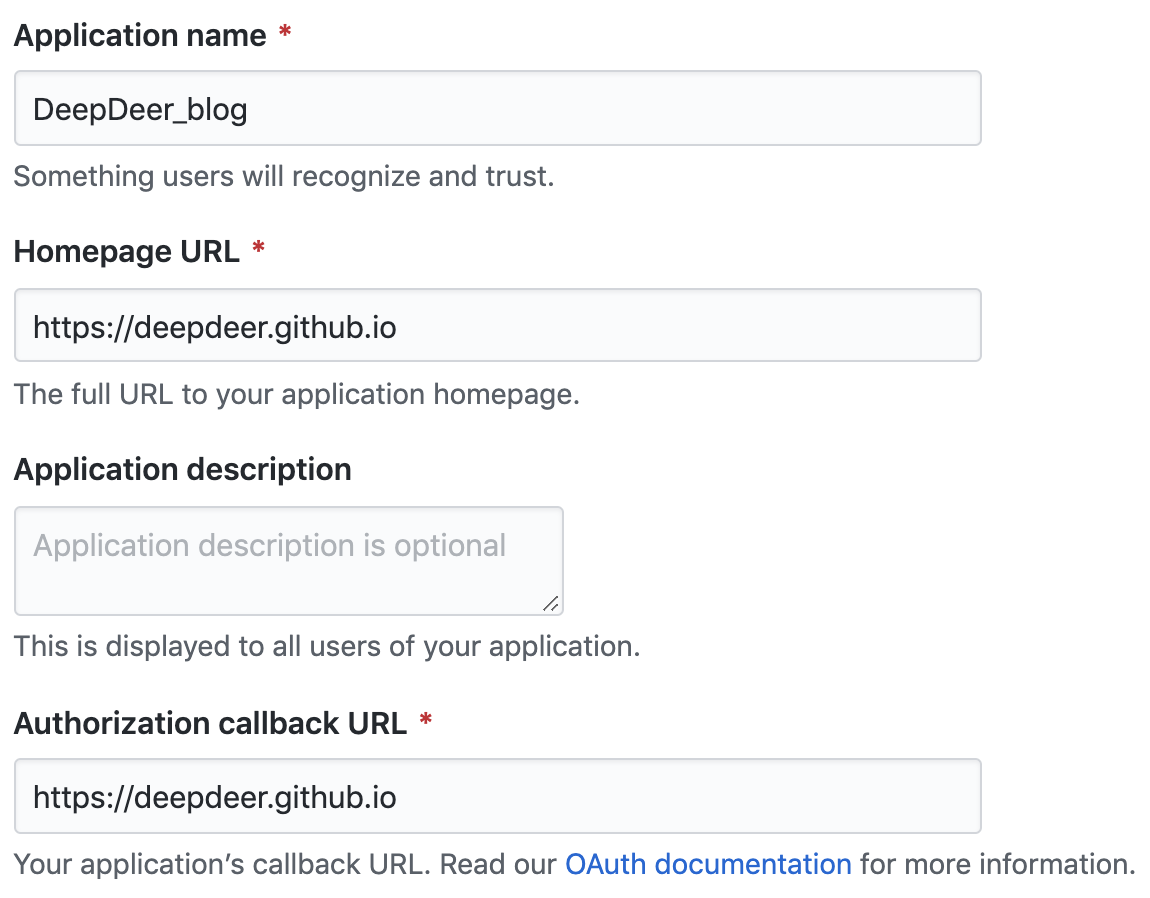 Application name *
DeepDeer_blog
Something users will recognize and trust.
Homepage URL *
https://deepdeer.github.io
The full URL to your application homepage.
Application description
Application description is optional
This is displayed to all users of your application.
Authorization callback URL *
https://deepdeer.github.io
Your application’s callback URL. Read our OAuth documentation for more information.